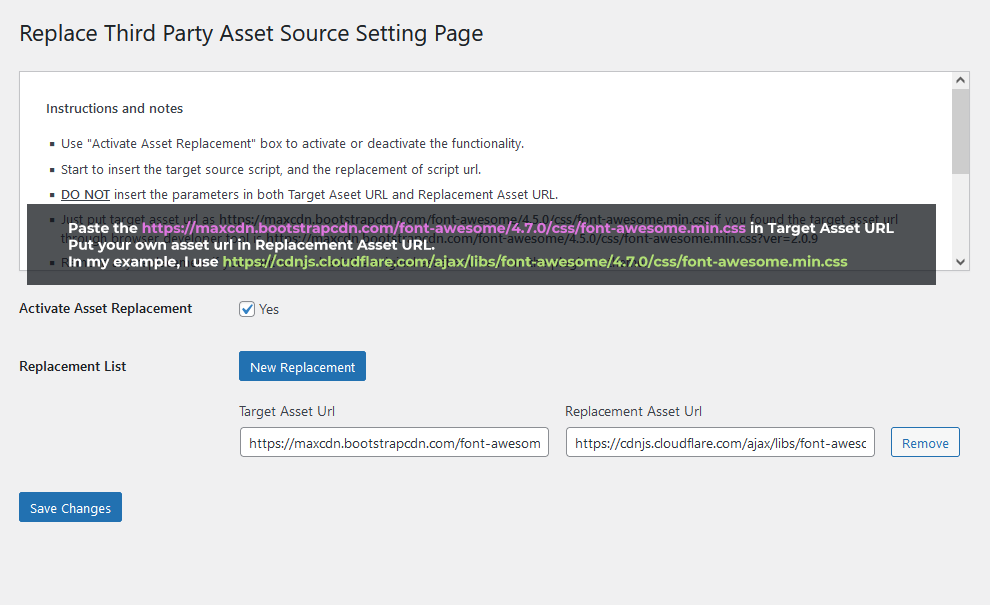 Replace Third Party Asset Source Setting Page
Instructions and notes
Use "Activate Asset Replacement" box to activate or deactivate the functionality.
Start to insert the target source script, and the replacement of script url.
DO NOT insert the parameters in both Target Aseet URL and Replacement Asset URL.
Just put target asset url as https://maxcdn.bootstrapcdn.com/font-awesome/4.5.0/css/font-awesome.min.css if you found the target asset url
through browser developer tool is https://maxcdn.bootstrapcdn.com/font-awesome/4.5.0/css/font-awesome.min.css?ver=2.0.9
Paste the https://maxcdn.bootstrapcdn.com/font-awesome/4.7.0/css/font-awesome.min.css in Target Asset URL
Put your own asset url in Replacement Asset URL.
In my example, I use https://cdnjs.cloudflare.com/ajax/libs/font-awesome/4.7.0/css/font-awesome.min.css
Activate Asset Replacement Yes
Replacement List New Replacement
Target Asset Url Replacement Asset Url
https://maxcdn.bootstrapcdn.com/font-awesom https://cdnjs.cloudflare.com/ajax/libs/font-awesc Remove
Save Changes